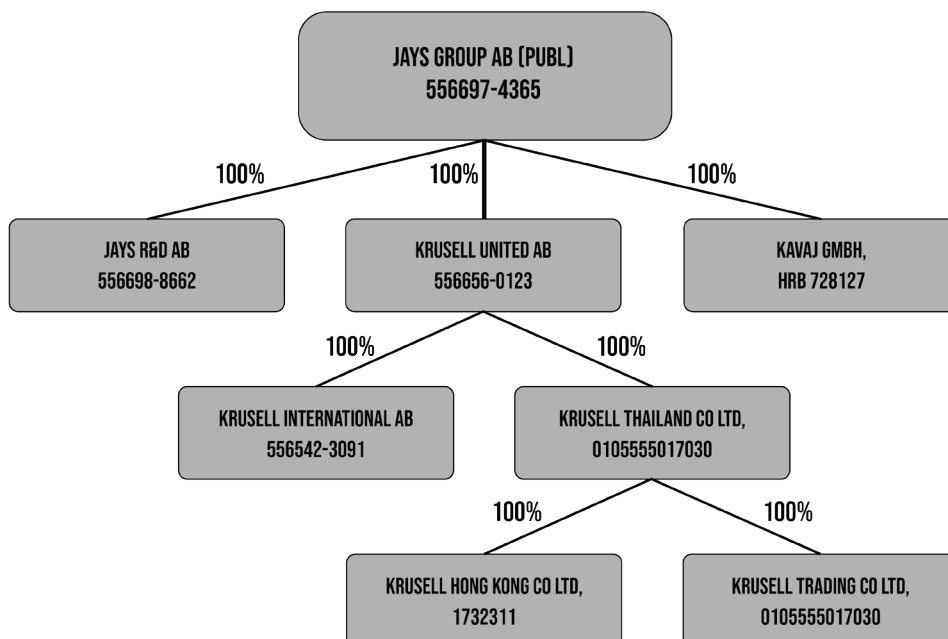 JAYS GROUP AB (PUBL)
556697-4365
100%
100%
100%
JAYS R&D AB
556698-8662
KRUSELL UNITED AB
556656-0123
KAVAJ GMBH,
HRB 728127
100%
100%
KRUSELL INTERNATIONAL AB
556542-3091
KRUSELL THAILAND CO LTD,
0105555017030
100%
100%
KRUSELL HONG KONG CO LTD,
1732311
KRUSELL TRADING CO LTD,
0105555017030